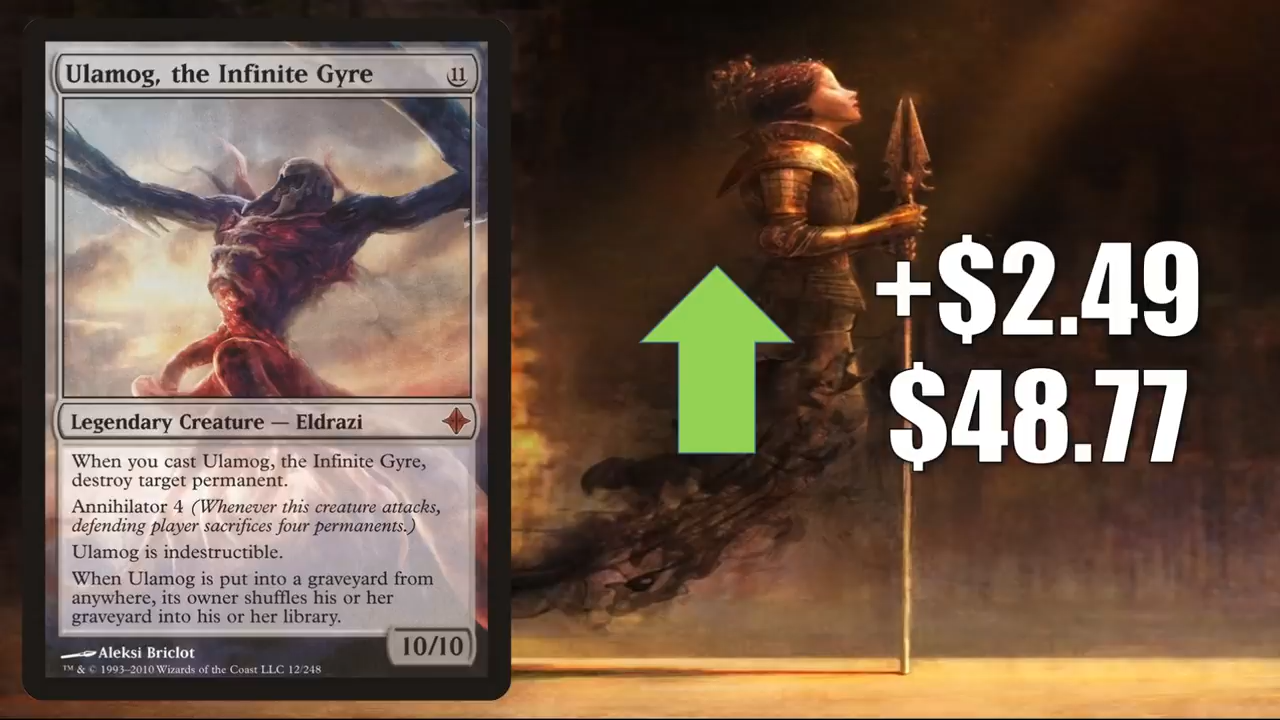 Ulamog, the Infinite Gyre 11
Legendary Creature — Eldrazi
When you cast Ulamog, the Infinite Gyre,
destroy target permanent.
Annihilator 4 (Whenever this creature attacks,
defending player sacrifices four permanents.)
Ulamog is indestructible.
When Ulamog is put into a graveyard from
anywhere, its owner shuffles his or her
graveyard into his or her library.
10/10
Aleksi Briclot
™ & © 1993–2010 Wizards of the Coast LLC 12/248
+$2.49
$48.77